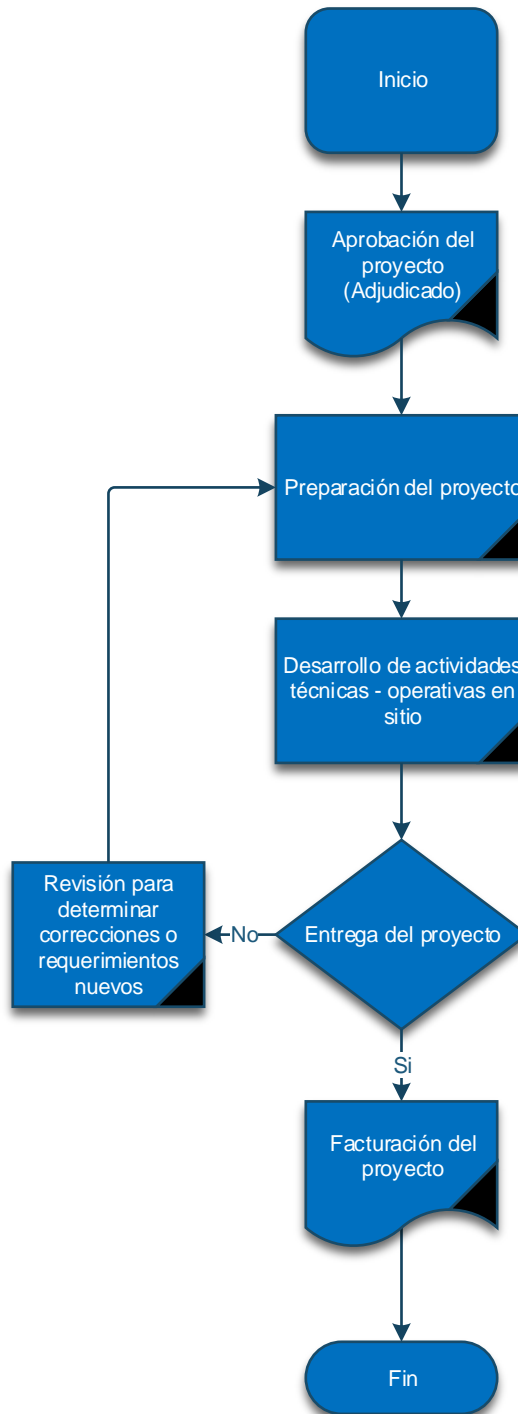 Inicio
Aprobación del
proyecto
(Adjudicado)
Preparación del proyecto
Desarrollo de actividades
técnicas - operativas en
sitio
Entrega del proyecto
No
Revisión para
determinar
correcciones o
requerimientos
nuevos
Si
Facturación del
proyecto
Fin